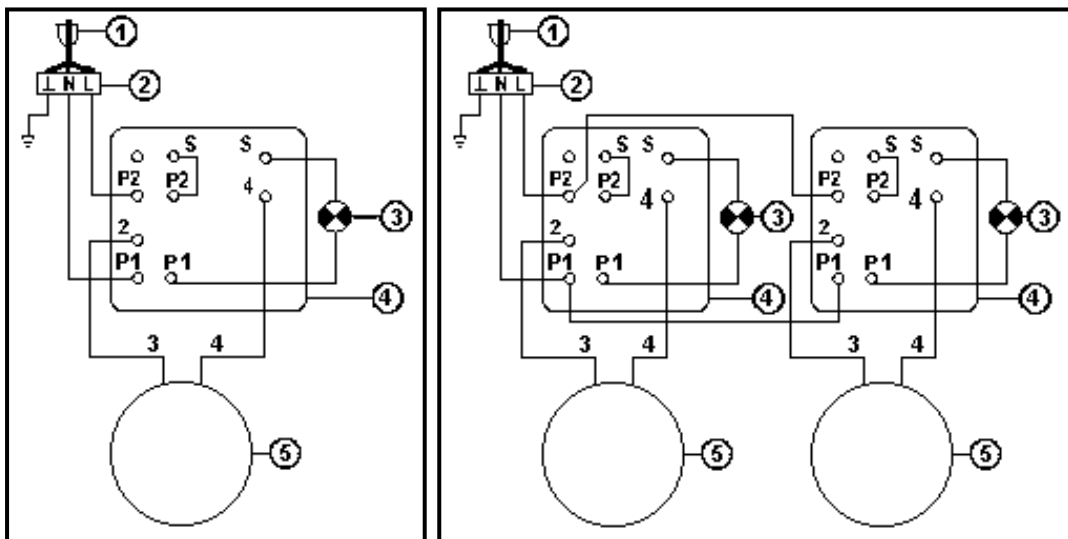 1
⊥ N L
2
S S
P2 P2 4
3
2
P1 P1
4
3 4
5
1
⊥ N L
2
S S S S
P2 P2 4 P2 P2 4
3 3
2 2
P1 P1 P1 P1
4 4
3 4 3 4
5 5